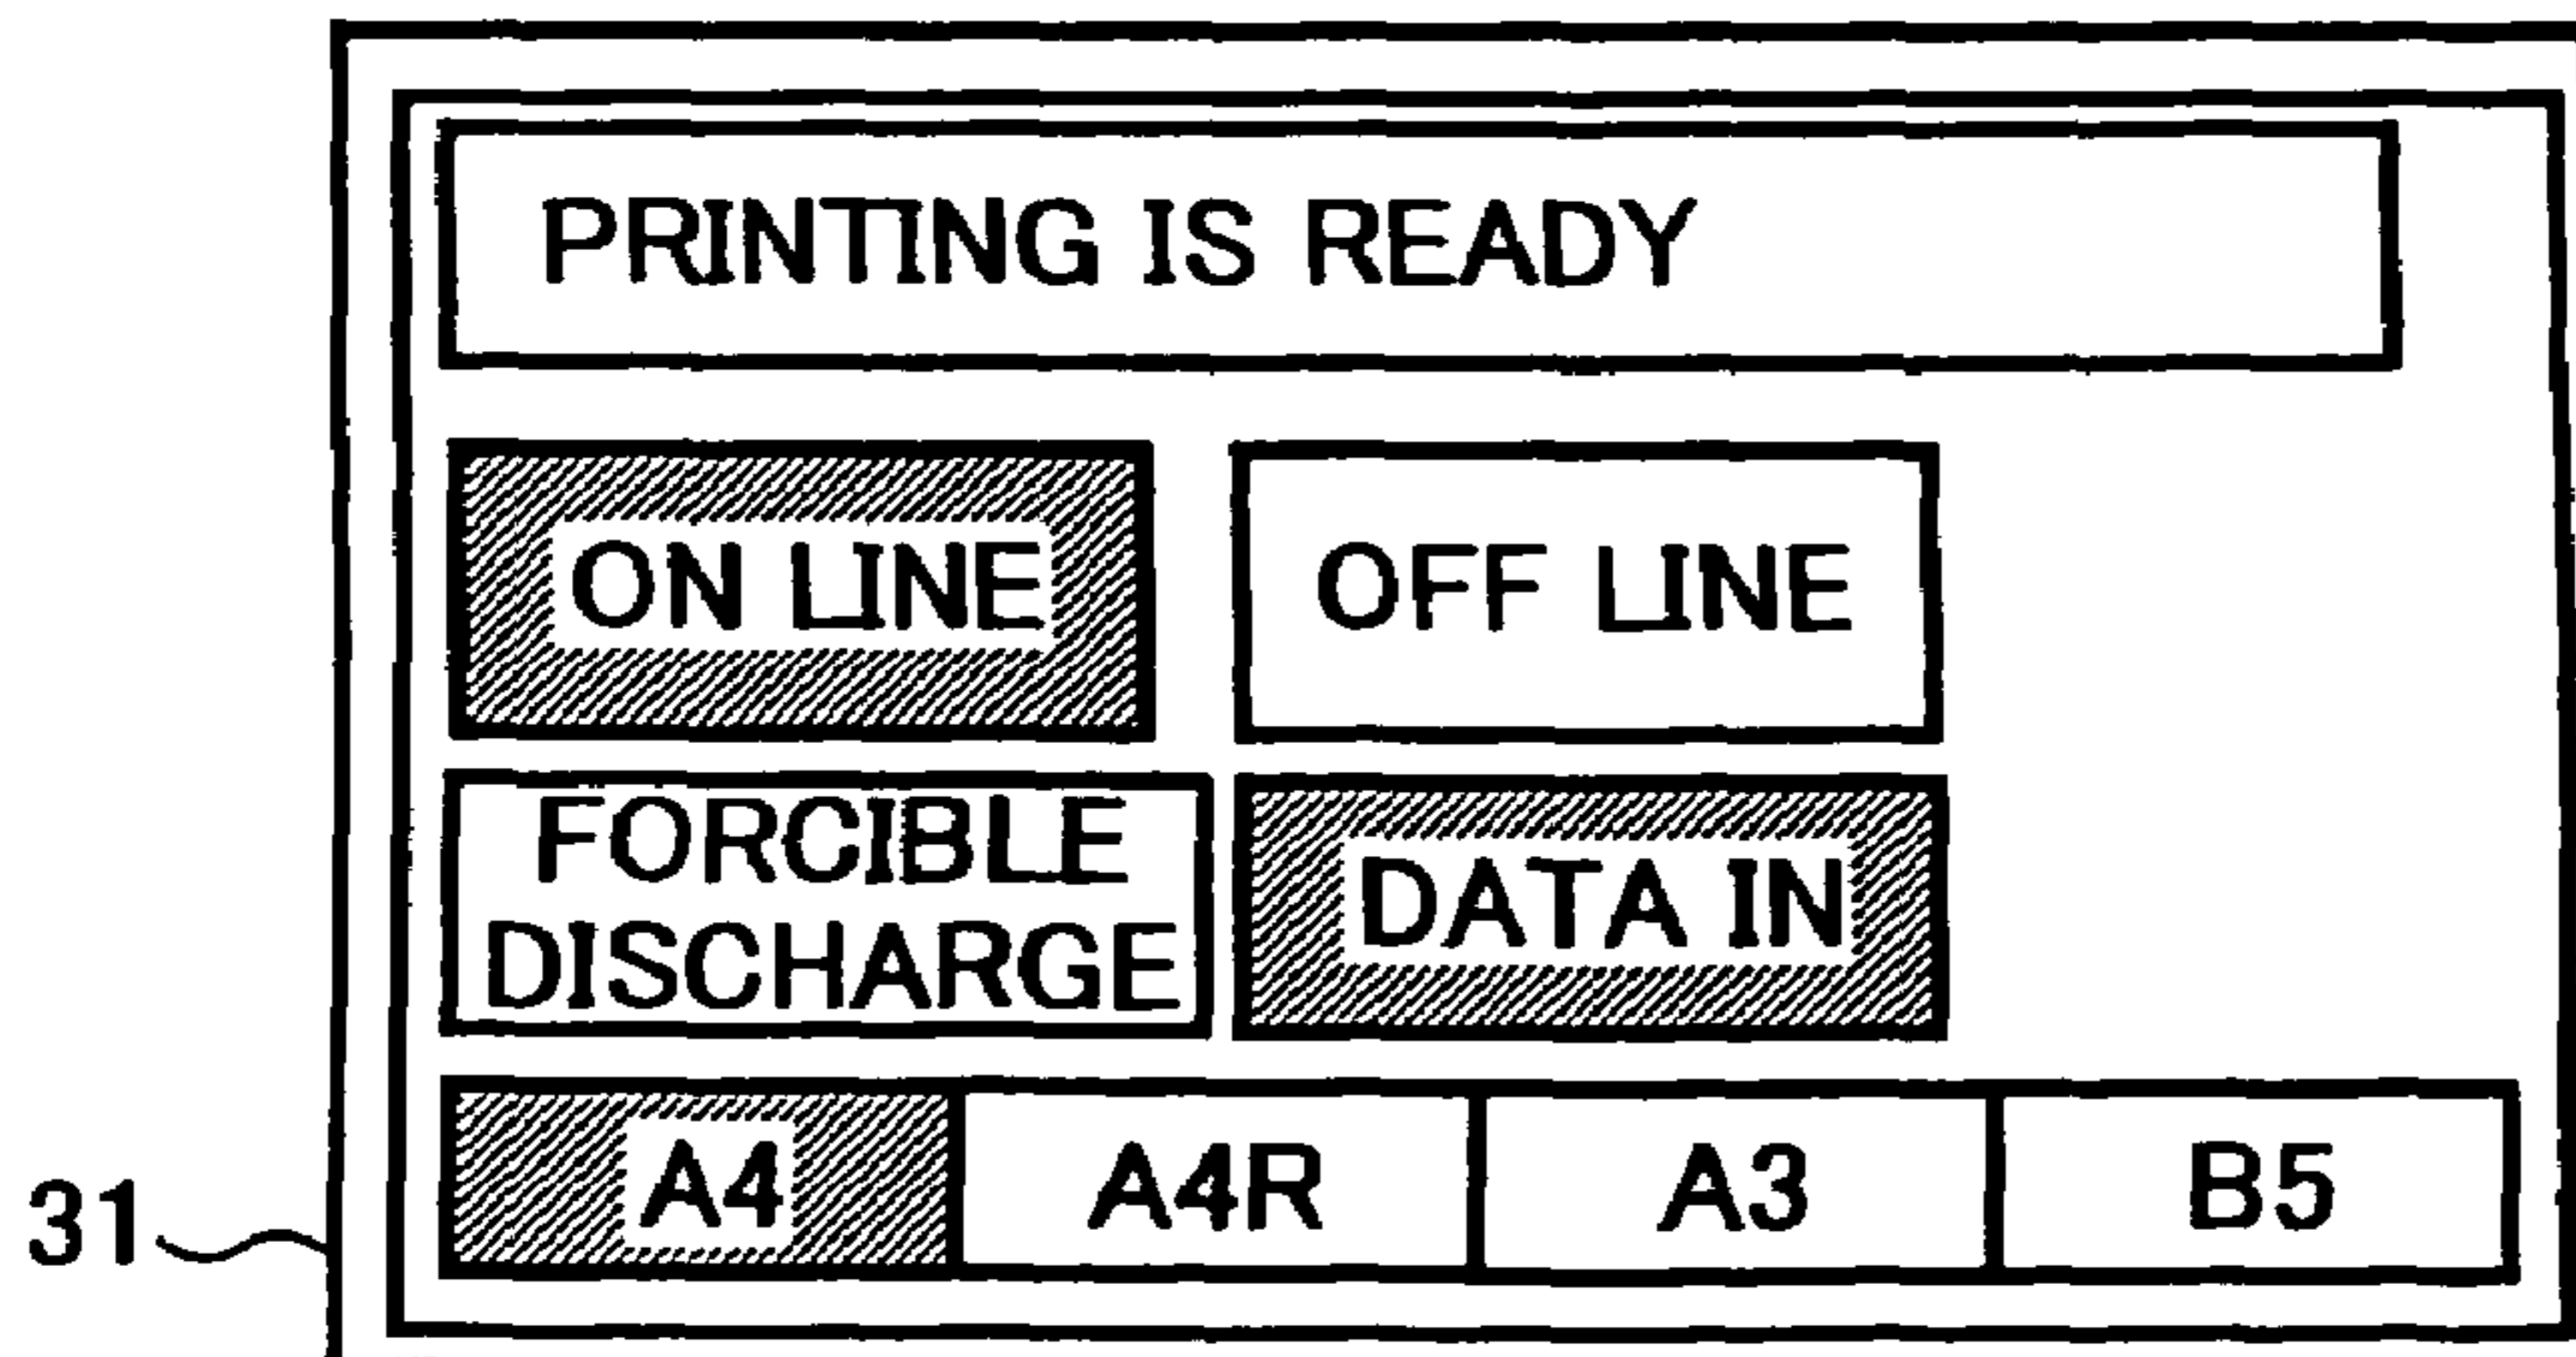 PRINTING IS READY
ON LINE OFF LINE
FORCIBLE
DISCHARGE
DATA IN
A4 A4R A3 B5
31